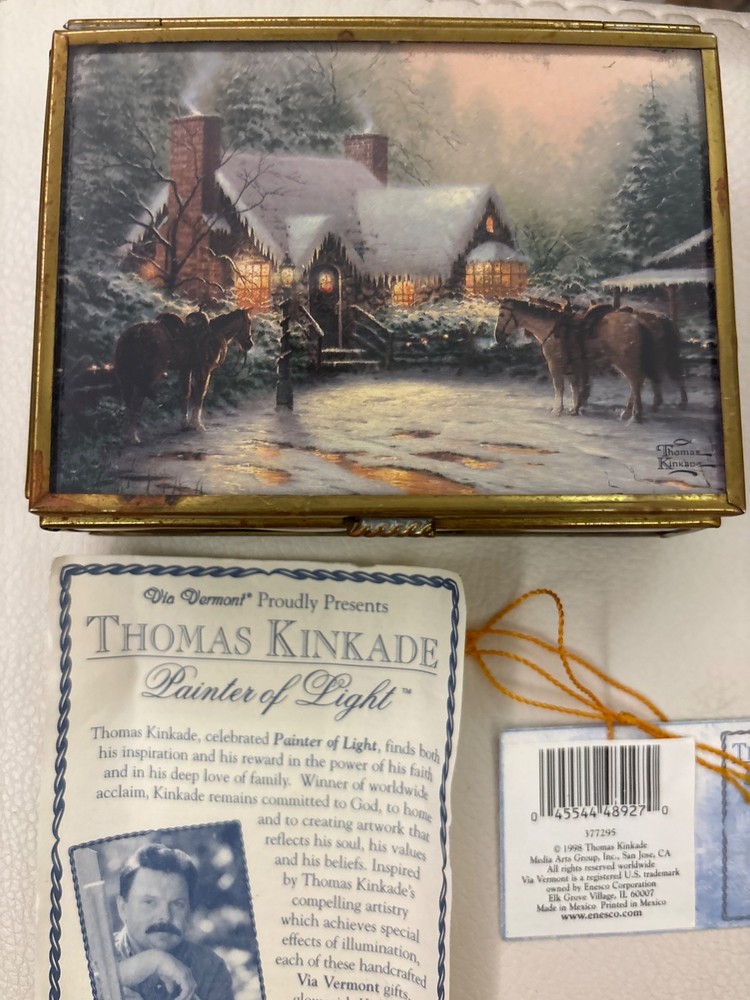 Thomas
Kinkade
Via Vermont® Proudly Presents
THOMAS KINKADE
Painter of Light™
Thomas Kinkade, celebrated Painter of Light, finds both
his inspiration and his reward in the power of his faith
and in his deep love of family. Winner of worldwide
acclaim, Kinkade remains committed to God, to home
and to creating artwork that
reflects his soul, his values
and his beliefs. Inspired
by Thomas Kinkade's
compelling artistry
which achieves special
effects of illumination,
each of these handcrafted
Via Vermont gifts,
0 45544 48927 0
377295
© 1998 Thomas Kinkade
Media Arts Group, Inc., San Jose, CA
All rights reserved worldwide
Via Vermont is a registered U.S. trademark
owned by Enesco Corporation
Elk Grove Village, IL 60007
Made in Mexico Printed in Mexico
www.enesco.com